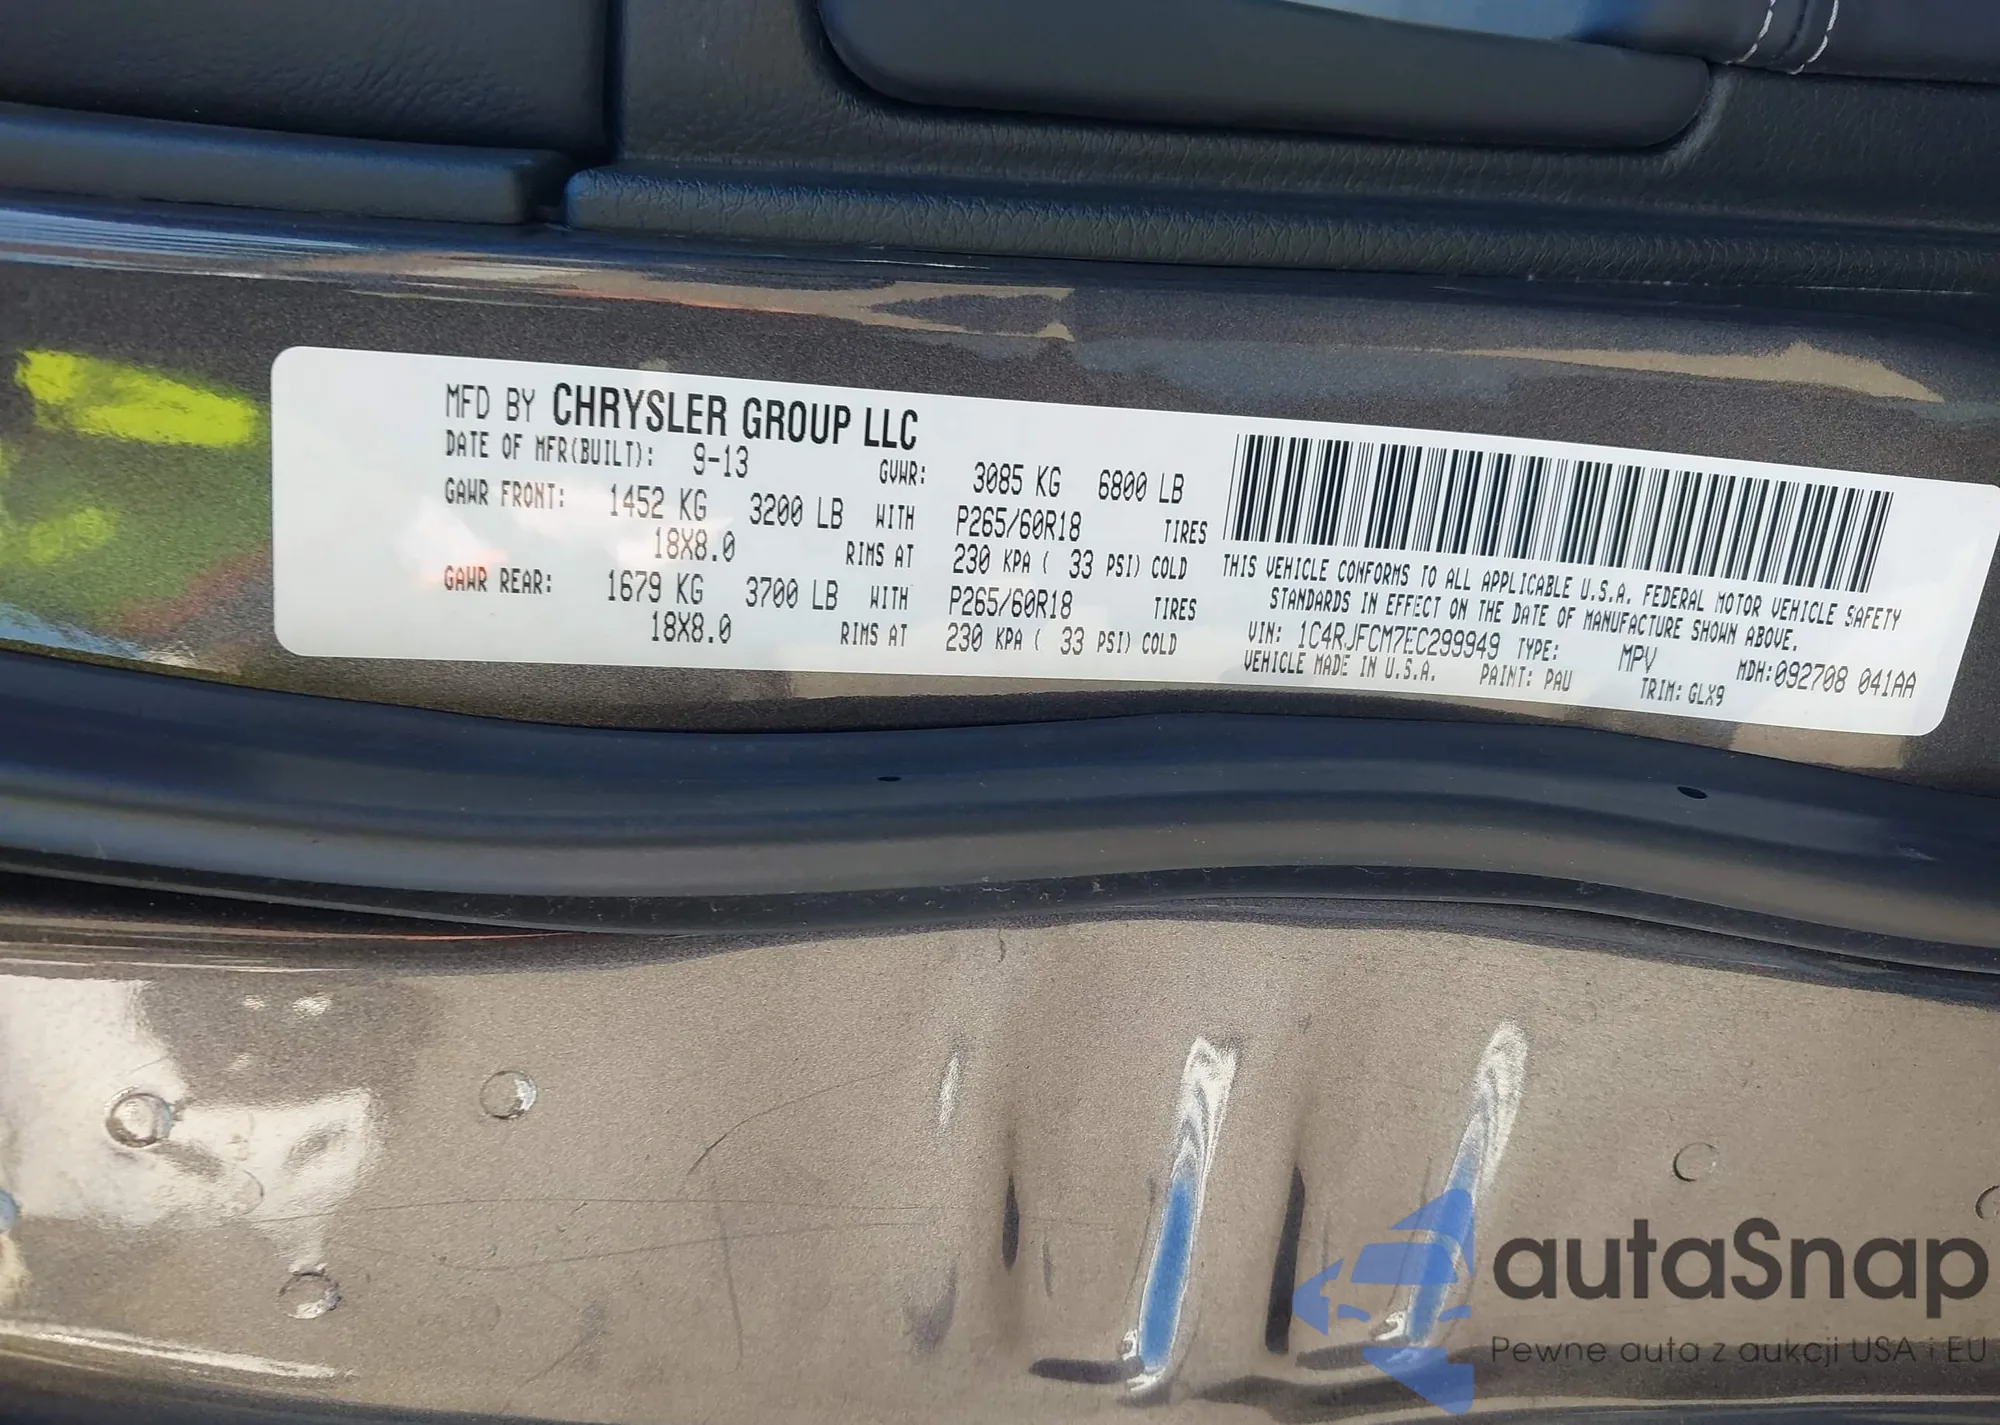 MFD BY CHRYSLER GROUP LLC
DATE OF MFR(BUILT): 9-13 GVWR: 3085 KG 6800 LB
GAWR FRONT: 1452 KG 3200 LB WITH P265/60R18 TIRES
18X8.0 RIMS AT 230 KPA ( 33 PSI) COLD
GAWR REAR: 1679 KG 3700 LB WITH P265/60R18 TIRES
18X8.0 RIMS AT 230 KPA ( 33 PSI) COLD
THIS VEHICLE CONFORMS TO ALL APPLICABLE U.S.A. FEDERAL MOTOR VEHICLE SAFETY
STANDARDS IN EFFECT ON THE DATE OF MANUFACTURE SHOWN ABOVE.
VIN: 1C4RJFCM7EC299949 TYPE: MPV MDH:092708 041AA
VEHICLE MADE IN U.S.A. PAINT: PAU TRIM: GLX9
autaSnap
Pewne auta z aukcji USA i EU